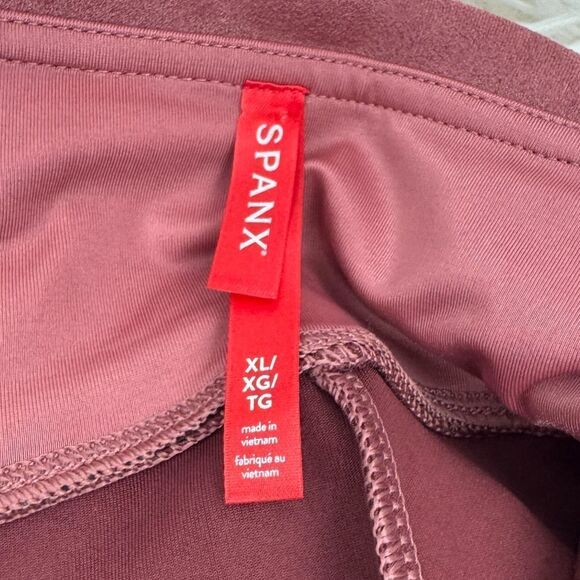 SPANX®
XL/
XG/
TG
made in
vietnam
fabriqué au
vietnam